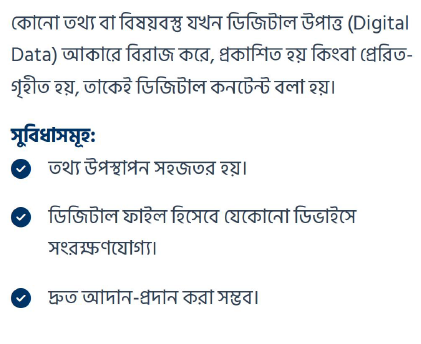 কোনো তথ্য বা বিষয়বস্তু যখন ডিজিটাল উপাত্ত (Digital
Data) আকারে বিরাজ করে, প্রকাশিত হয় কিংবা প্রেরিত-
গৃহীত হয়, তাকেই ডিজিটাল কনটেন্ট বলা হয়।
সুবিধাসমূহ:
তথ্য উপস্থাপন সহজতর হয়।
ডিজিটাল ফাইল হিসেবে যেকোনো ডিভাইসে
সংরক্ষণযোগ্য।
দ্রুত আদান-প্রদান করা সম্ভব।